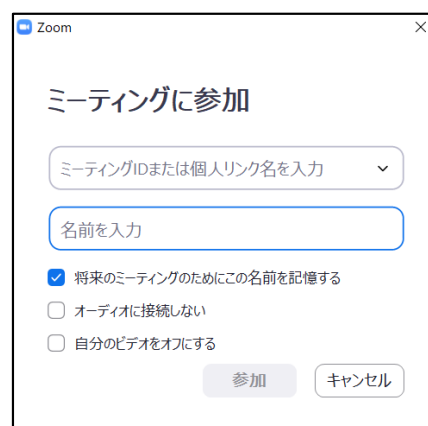 Zoom
ミーティングに参加
ミーティングIDまたは個人リンク名を入力
名前を入力
将来のミーティングのためにこの名前を記憶する
オーディオに接続しない
自分のビデオをオフにする
参加 キャンセル